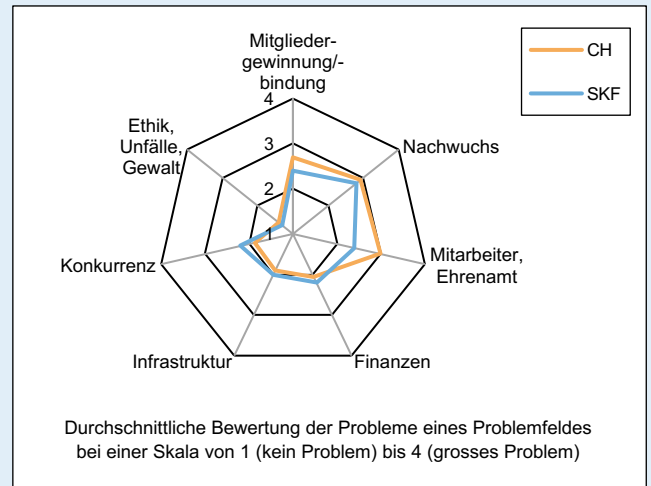 Mitglieder-
gewinnung/-
bindung
CH
SKF
4
3
2
1
Ethik,
Unfälle,
Gewalt
Nachwuchs
Konkurrenz
Mitarbeiter,
Ehrenamt
Infrastruktur
Finanzen
Durchschnittliche Bewertung der Probleme eines Problemfeldes
bei einer Skala von 1 (kein Problem) bis 4 (grosses Problem)